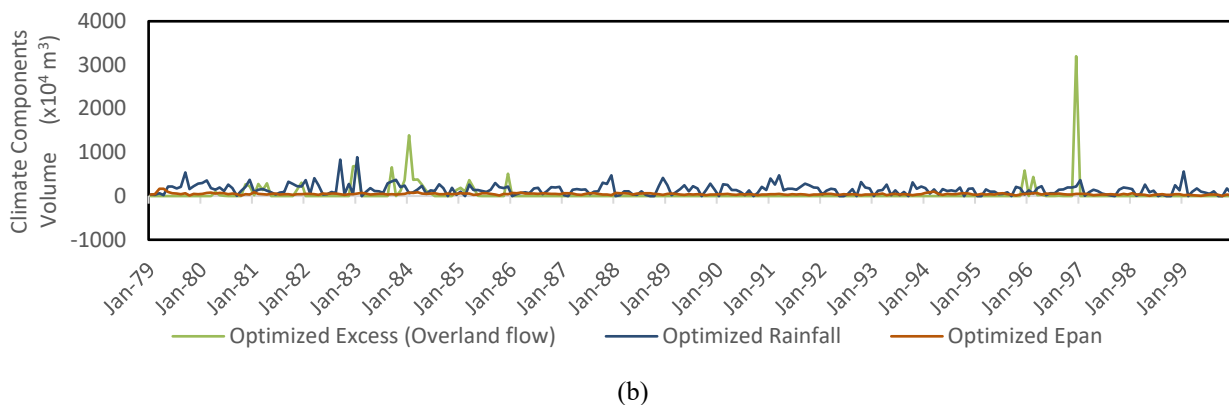 Climate Components
Volume (x10⁴ m³)
4000
3000
2000
1000
0
-1000
Jan-79
Jan-80
Jan-81
Jan-82
Jan-83
Jan-84
Jan-85
Jan-86
Jan-87
Jan-88
Jan-89
Jan-90
Jan-91
Jan-92
Jan-93
Jan-94
Jan-95
Jan-96
Jan-97
Jan-98
Jan-99
Optimized Excess (Overland flow) Optimized Rainfall Optimized Epan
(b)